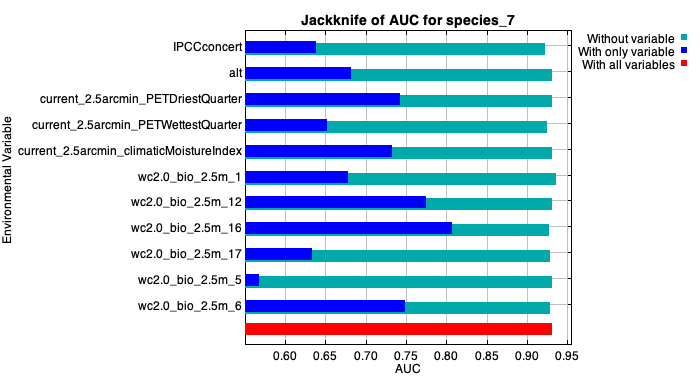 Jackknife of AUC for species_7
Without variable
With only variable
With all variables
Environmental Variable
IPCCconcert
alt
current_2.5arcmin_PETDriestQuarter
current_2.5arcmin_PETWettestQuarter
current_2.5arcmin_climaticMoistureIndex
wc2.0_bio_2.5m_1
wc2.0_bio_2.5m_12
wc2.0_bio_2.5m_16
wc2.0_bio_2.5m_17
wc2.0_bio_2.5m_5
wc2.0_bio_2.5m_6
0.60 0.65 0.70 0.75 0.80 0.85 0.90 0.95
AUC